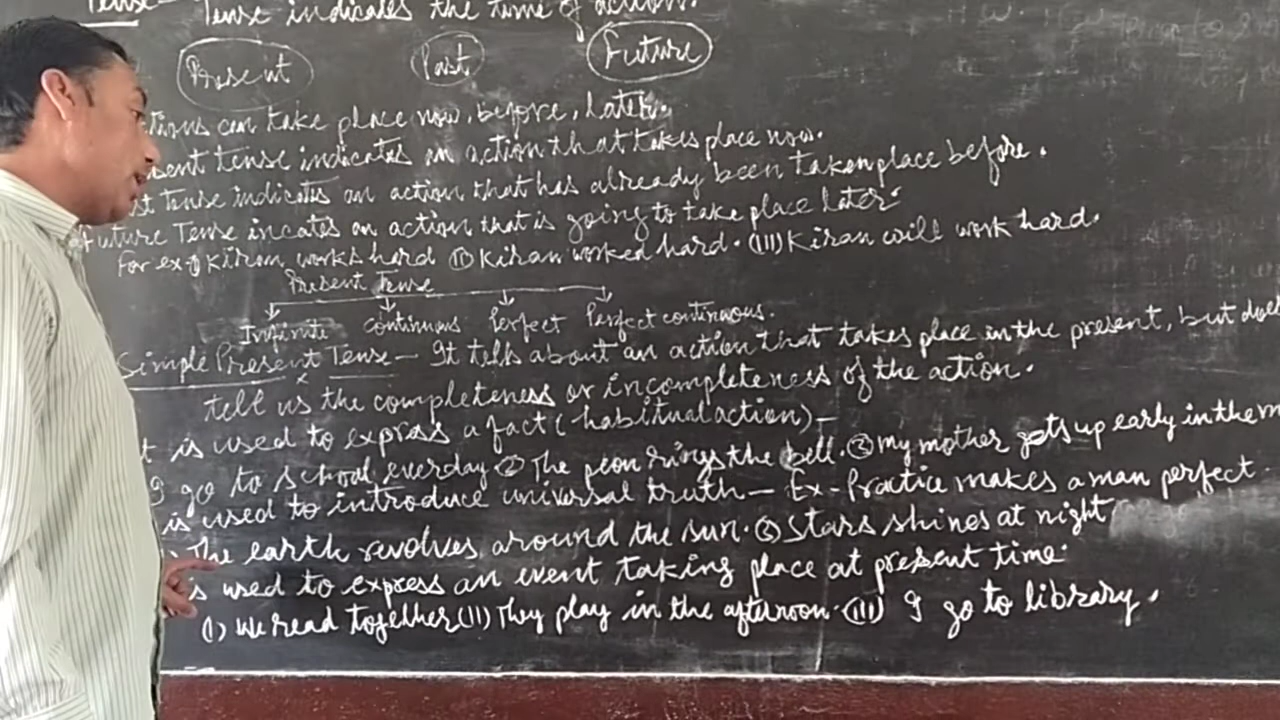 Tense- Tense indicates the time of action.
H.W.
Present Past Future
tions can take place now, before, later.
sent tense indicates an action that takes place now.
st Tense indicates an action that has already been taken place before.
Future Tense incates an action that is going to take place later.
For ex-(i) Kiran works hard (ii) Kiran worked hard. (iii) Kiran will work hard.
Present Tense
Infinite continuous Perfect Perfect continuous.
Simple Present Tense - It tells about an action that takes place in the present, but does
tell us the completeness or incompleteness of the action.
t is used to express a fact (habitual action)-
I go to school everday (2) The peon rings the bell. (3) My mother gets up early in the m
is used to introduce universal truth - Ex - Practice makes a man perfect.
The earth revolves around the sun. (3) Stars shines at night
is used to express an event taking place at present time.
(I) We read together (II) They play in the afternoon. (III) I go to library.